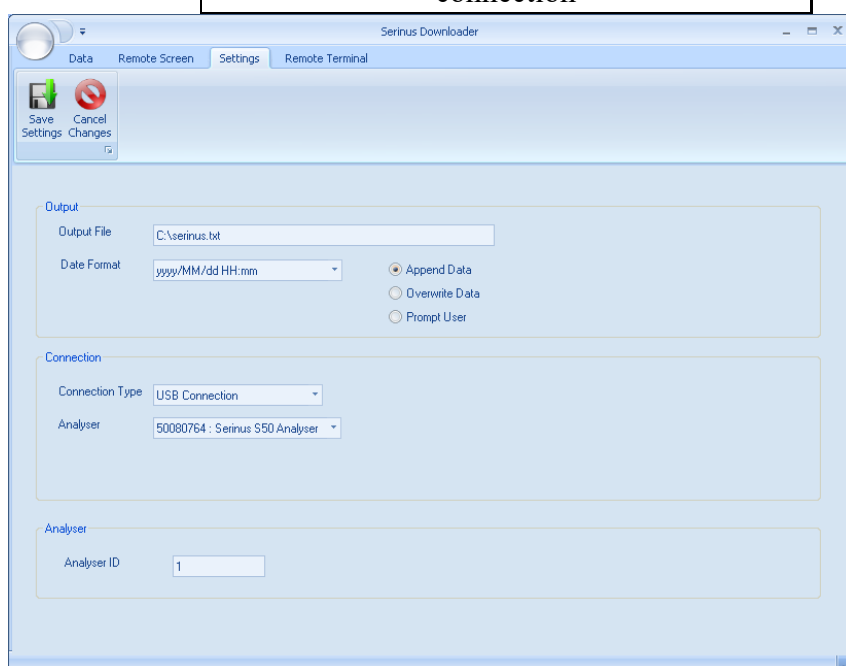 connection
Serinus Downloader
Data Remote Screen Settings Remote Terminal
Save Settings
Cancel Changes
Output
Output File C:\serinus.txt
Date Format yyyy/MM/dd HH:mm
Append Data
Overwrite Data
Prompt User
Connection
Connection Type USB Connection
Analyser 50080764 : Serinus S50 Analyser
Analyser
Analyser ID 1